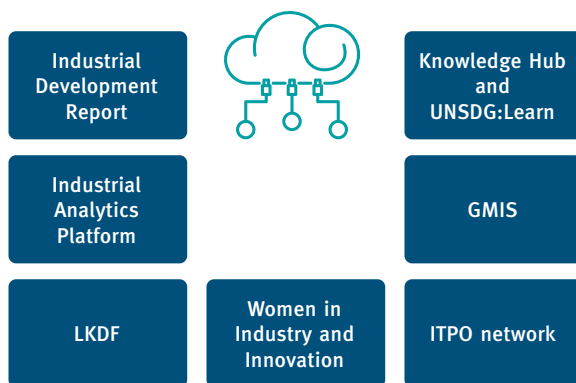 Industrial
Development
Report
Knowledge Hub
and
UNSDG:Learn
Industrial
Analytics
Platform
GMIS
LKDF
Women in
Industry and
Innovation
ITPO network